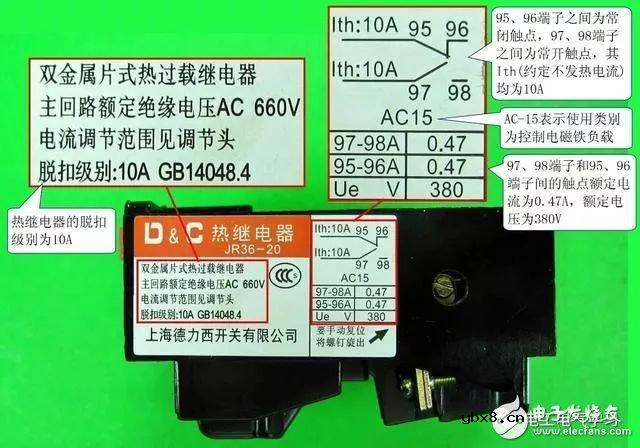 双金属片式热过载继电器
主回路额定绝缘电压AC 660V
电流调节范围见调节头
脱扣级别:10A GB14048.4
Ith:10A 95 96
Ith:10A
97 98
AC15
97-98A 0.47
95-96A 0.47
Ue V 380
95、96端子之间为常
闭触点，97、98端子
之间为常开触点，其
Ith(约定不发热电流)
均为10A
AC-15表示使用类别
为控制电磁铁负载
97、98端子和95、96
端子间的触点额定电
流为0.47A，额定电
压为380V
热继电器的脱扣
级别为10A
D&C 热继电器
JR36-20
双金属片式热过载继电器
主回路额定绝缘电压AC 660V
电流调节范围见调节头
脱扣级别:10A GB14048.4
CCC
S
上海德力西开关有限公司
Ith:10A 95 96
Ith:10A
97 98
AC15
97-98A 0.47
95-96A 0.47
Ue V 380
要手动复位
将螺钉旋出
ybx8.cn
电子发烧友
www.elecfans.com